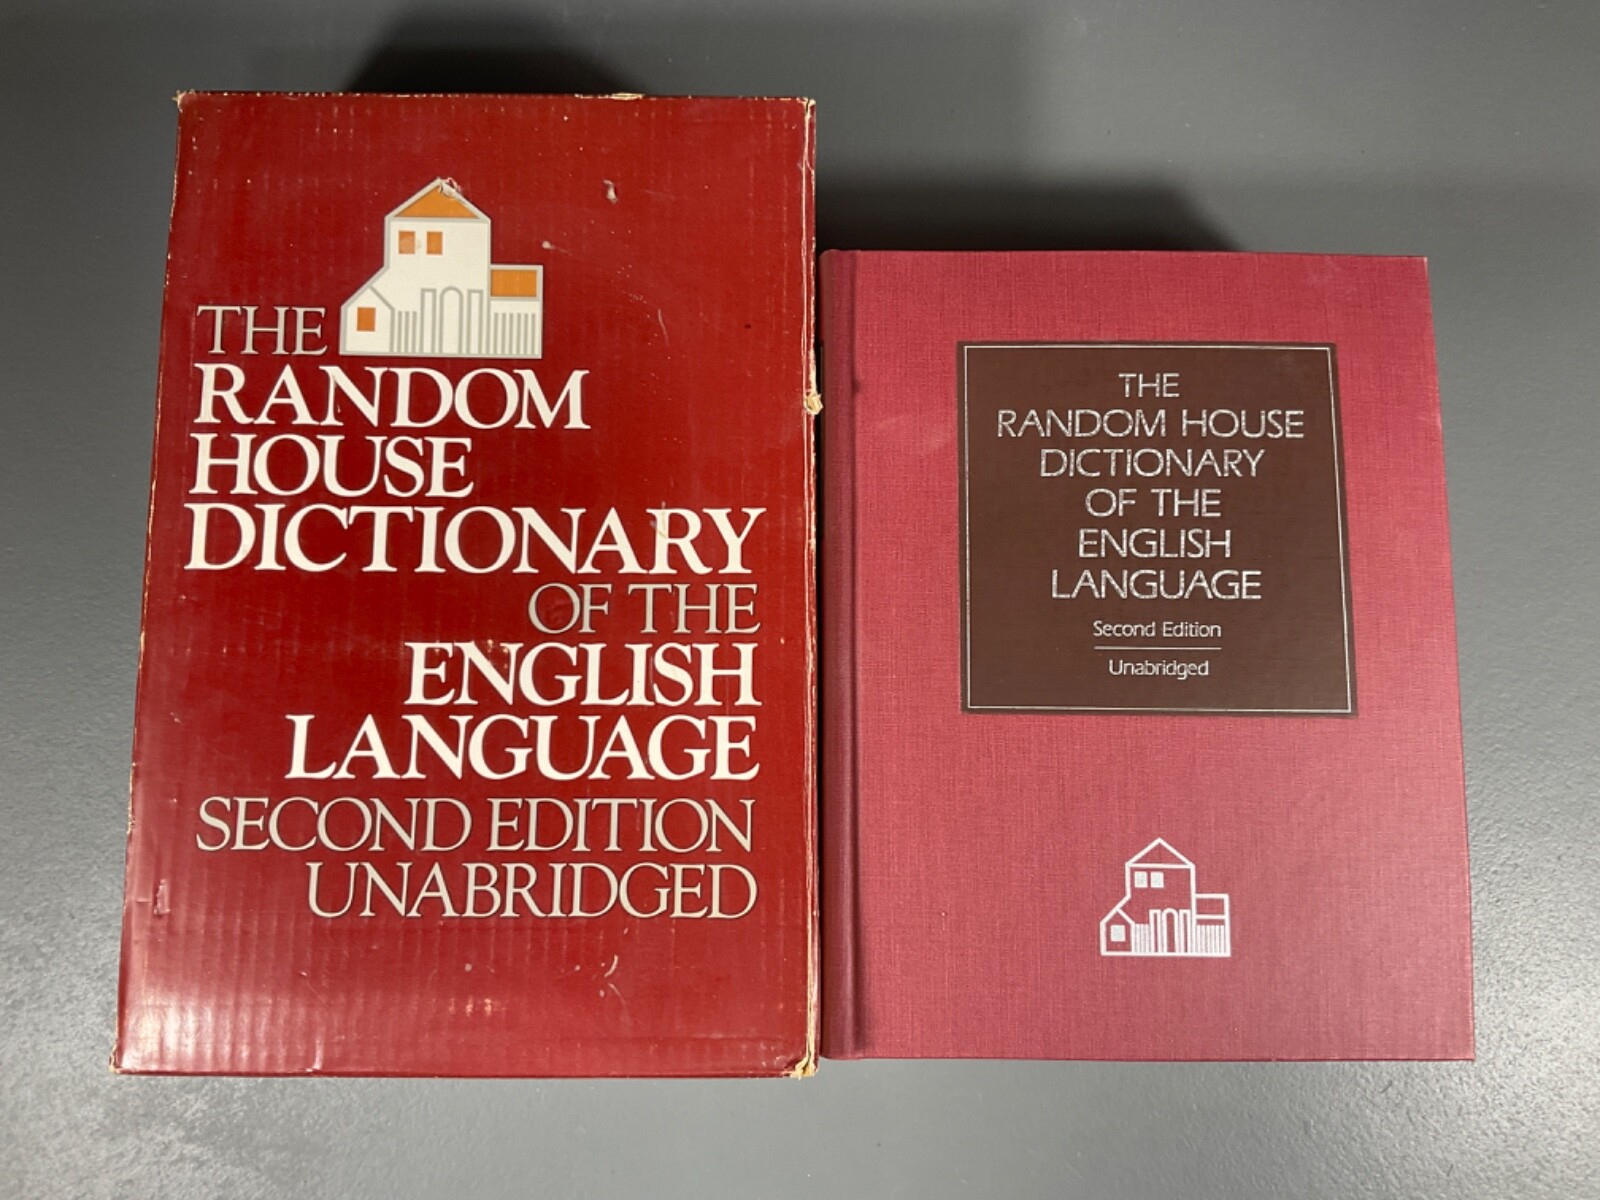 THE
RANDOM
HOUSE
DICTIONARY
OF THE
ENGLISH
LANGUAGE
SECOND EDITION
UNABRIDGED
THE
RANDOM HOUSE
DICTIONARY
OF THE
ENGLISH
LANGUAGE
Second Edition
Unabridged